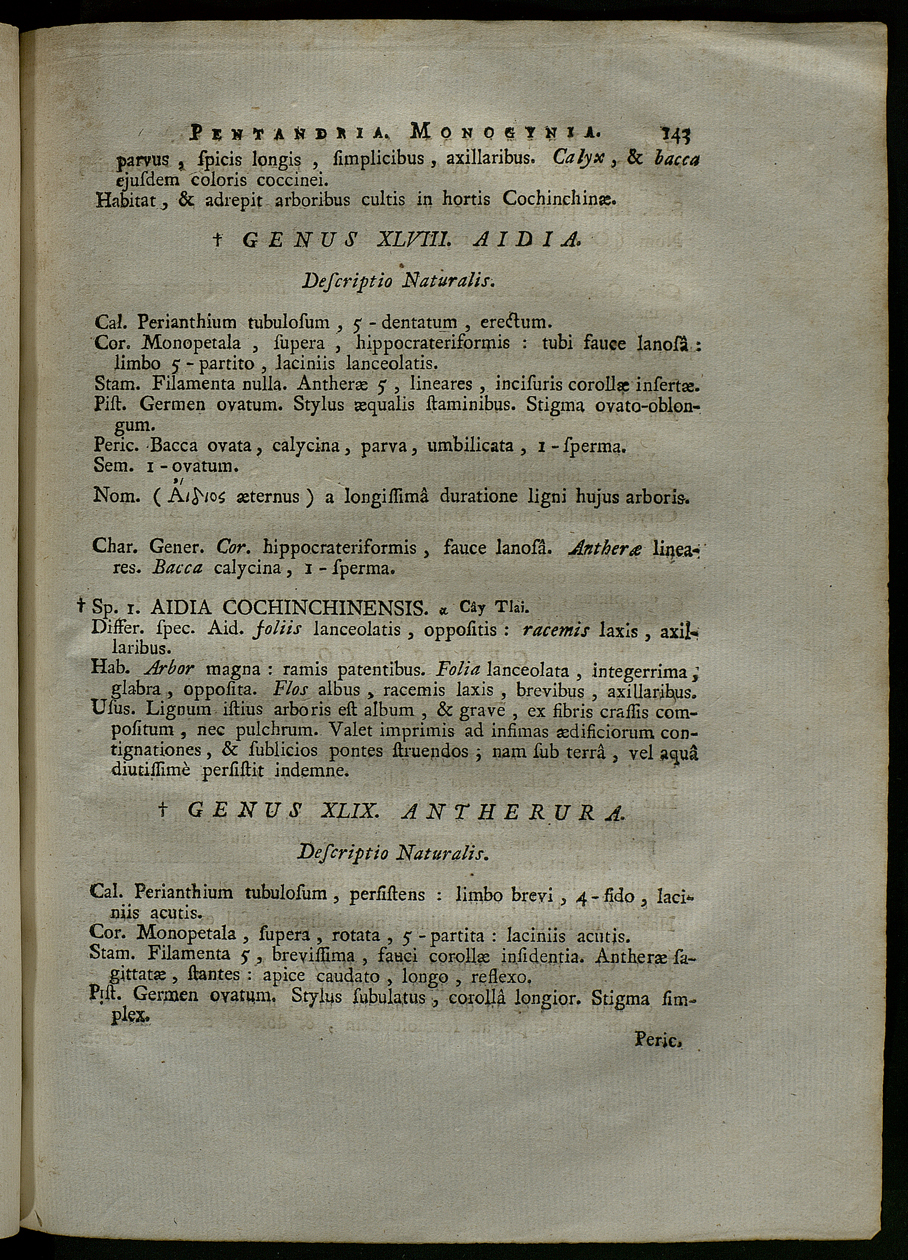 PENTANDRIA. MONOGYNIA. 143
parvus , ſpicis longis , ſimplicibus , axillaribus. Calyx , & bacca
ejuſdem coloris coccinei.
Habitat , & adrepit arboribus cultis in hortis Cochinchinæ.
† GENUS XLVIII. AIDIA.
Deſcriptio Naturalis.
Cal. Perianthium tubuloſum , 5 - dentatum , erectum.
Cor. Monopetala , ſupera , hippocrateriformis : tubi fauce lanoſâ :
limbo 5 - partito , laciniis lanceolatis.
Stam. Filamenta nulla. Antheræ 5 , lineares , inciſuris corollæ inſertæ.
Piſt. Germen ovatum. Stylus æqualis ſtaminibus. Stigma ovato-oblon-
gum.
Peric. Bacca ovata , calycina , parva , umbilicata , 1 - ſperma.
Sem. 1 - ovatum.
Nom. ( Ἀΐδιος æternus ) a longiſſimâ duratione ligni hujus arboris.
Char. Gener. Cor. hippocrateriformis , fauce lanoſâ. Antheræ linea-
res. Bacca calycina , 1 - ſperma.
† Sp. 1. AIDIA COCHINCHINENSIS. α Cây Tlai.
Differ. ſpec. Aid. foliis lanceolatis , oppoſitis : racemis laxis , axil-
laribus.
Hab. Arbor magna : ramis patentibus. Folia lanceolata , integerrima ,
glabra , oppoſita. Flos albus , racemis laxis , brevibus , axillaribus.
Uſus. Lignum iſtius arboris eſt album , & grave , ex fibris craſſis com-
poſitum , nec pulchrum. Valet imprimis ad infimas ædificiorum con-
tignationes , & ſublicios pontes ſtruendos ; nam ſub terrâ , vel aquâ
diutiſſimè perſiſtit indemne.
† GENUS XLIX. ANTHERURA.
Deſcriptio Naturalis.
Cal. Perianthium tubuloſum , perſiſtens : limbo brevi , 4 - fido , laci-
niis acutis.
Cor. Monopetala , ſupera , rotata , 5 - partita : laciniis acutis.
Stam. Filamenta 5 , breviſſima , fauci corollæ inſidentia. Antheræ ſa-
gittatæ , ſtantes : apice caudato , longo , reflexo.
Piſt. Germen ovatum. Stylus ſubulatus , corollâ longior. Stigma ſim-
plex.
Peric.